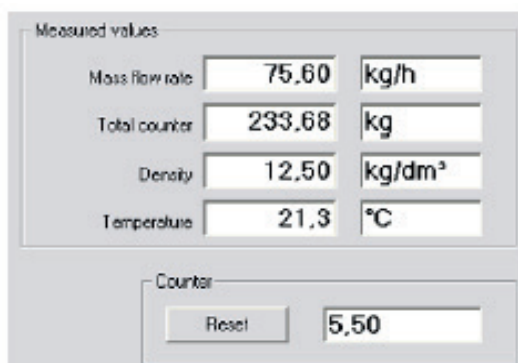 Measured values
Mass flow rate 75,60 kg/h
Total counter 233,68 kg
Density 12,50 kg/dm³
Temperature 21,3 °C
Counter
Reset 5,50